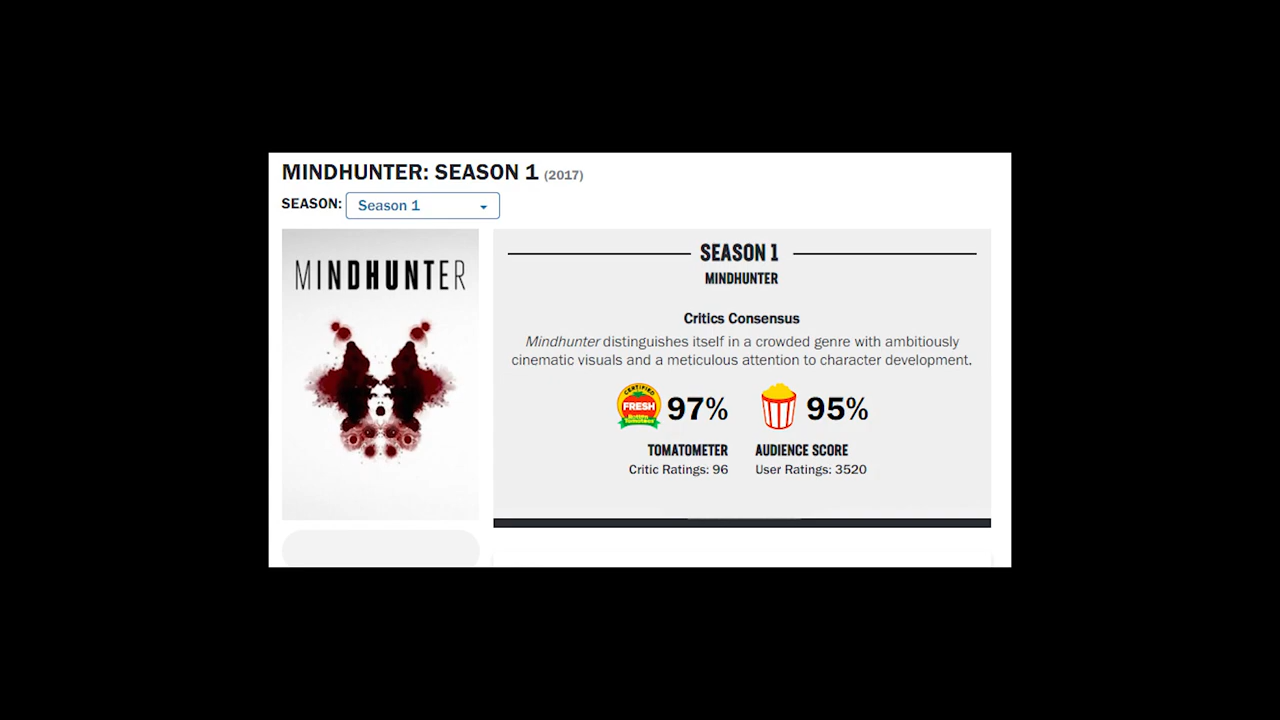 MINDHUNTER: SEASON 1 (2017)
SEASON: Season 1
MINDHUNTER
SEASON 1
MINDHUNTER
Critics Consensus
Mindhunter distinguishes itself in a crowded genre with ambitiously
cinematic visuals and a meticulous attention to character development.
CERTIFIED
FRESH
Rotten
Tomatoes
97% 95%
TOMATOMETER AUDIENCE SCORE
Critic Ratings: 96 User Ratings: 3520